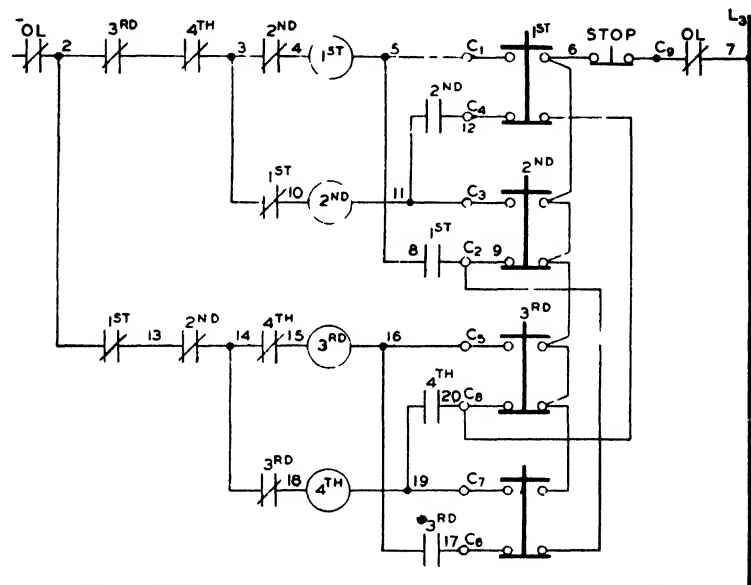 OL 2 3RD 4TH 3 2ND 4 1ST 5 C1 1ST 6 STOP C9 OL 7 L3
2ND C4
12
2ND
1ST 10 2ND 11 C3
1ST
8 C2 9
3RD
1ST 13 2ND 14 4TH 15 3RD 16 C5
4TH
20 C8
3RD 18 4TH 19 C7
3RD
17 C6